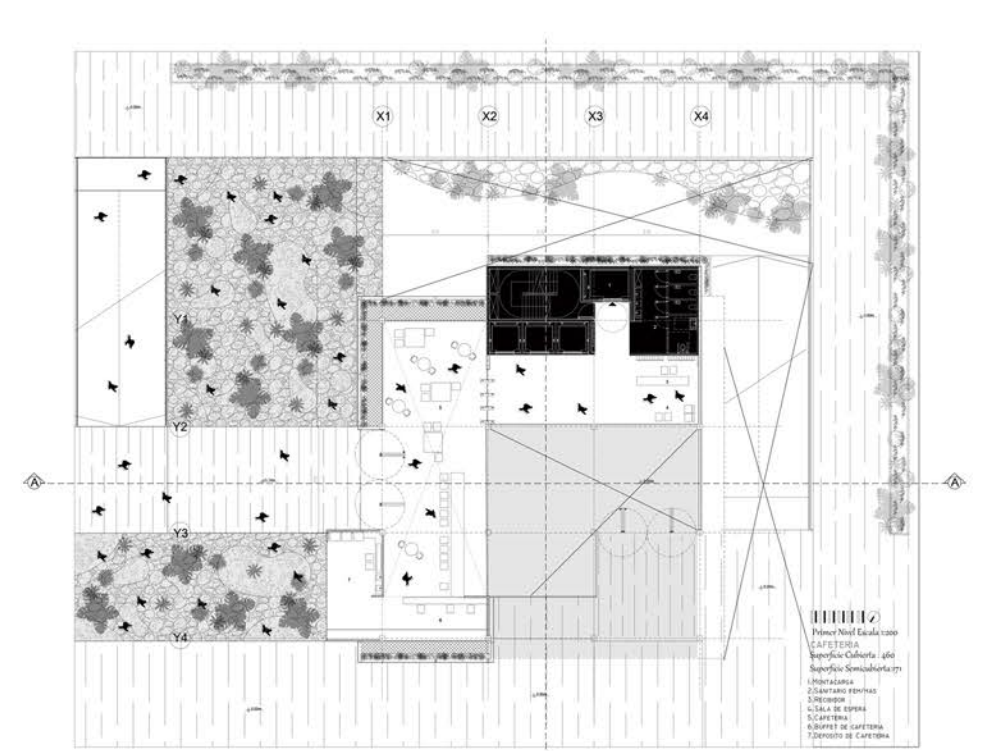 X1 X2 X3 X4
Y1
Y2
A A
Y3
Y4
Primer Nivel Escala 1:200
CAFETERIA
Superficie Cubierta . 460
Superficie Semicubierta:171
1.MONTACARGA
2.SANITARIO FEM/MAS
3.RECIBIDOR
4.SALA DE ESPERA
5.CAFETERIA
6.BUFFET DE CAFETERIA
7.DEPOSITO DE CAFETERIA